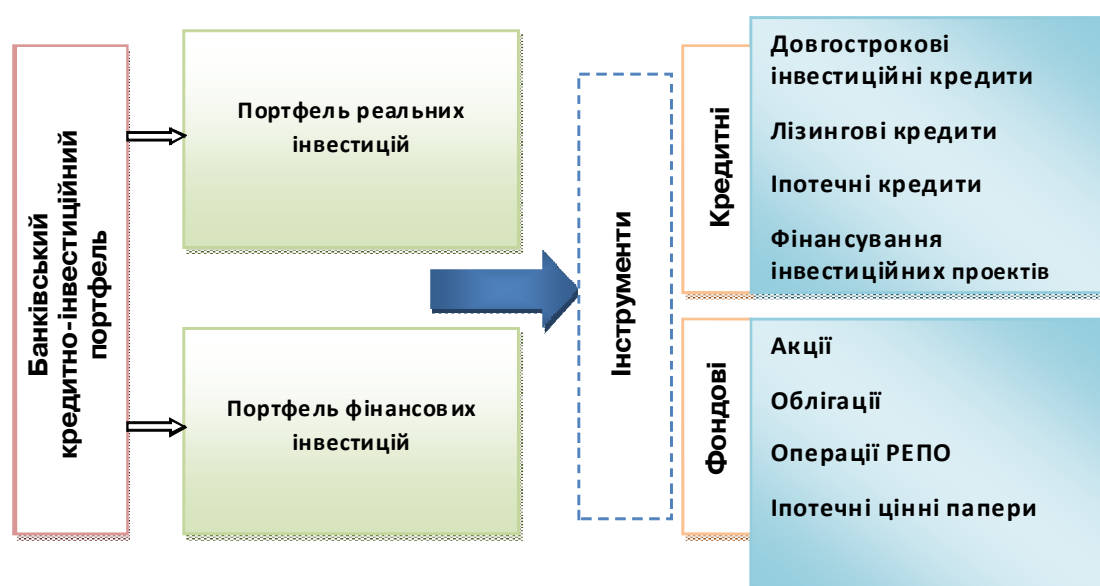 Банківський
кредитно-інвестиційний
портфель
Портфель реальних
інвестицій
Портфель фінансових
інвестицій
Інструменти
Кредитні
Довгострокові
інвестиційні кредити
Лізингові кредити
Іпотечні кредити
Фінансування
інвестиційних проектів
Фондові
Акції
Облігації
Операції РЕПО
Іпотечні цінні папери